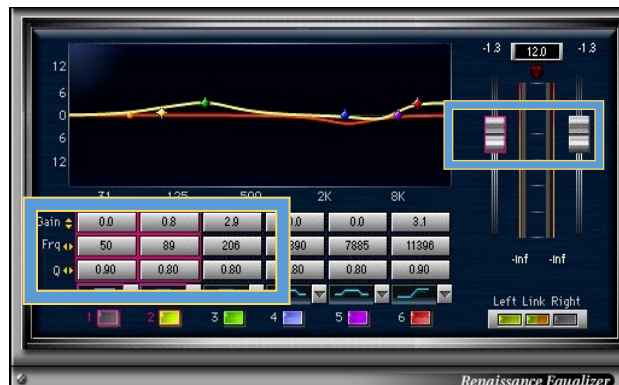 -1.3 12.0 -1.3
12
6
0
6
12
31 125 500 2K 8K
Gain 0.0 0.8 2.9 0.0 0.0 3.1
Frq 50 89 206 7885 11396
Q 0.90 0.80 0.80 0.80 0.90
-Inf -Inf
Left Link Right
1 2 3 4 5 6
Renaissance Equalizer